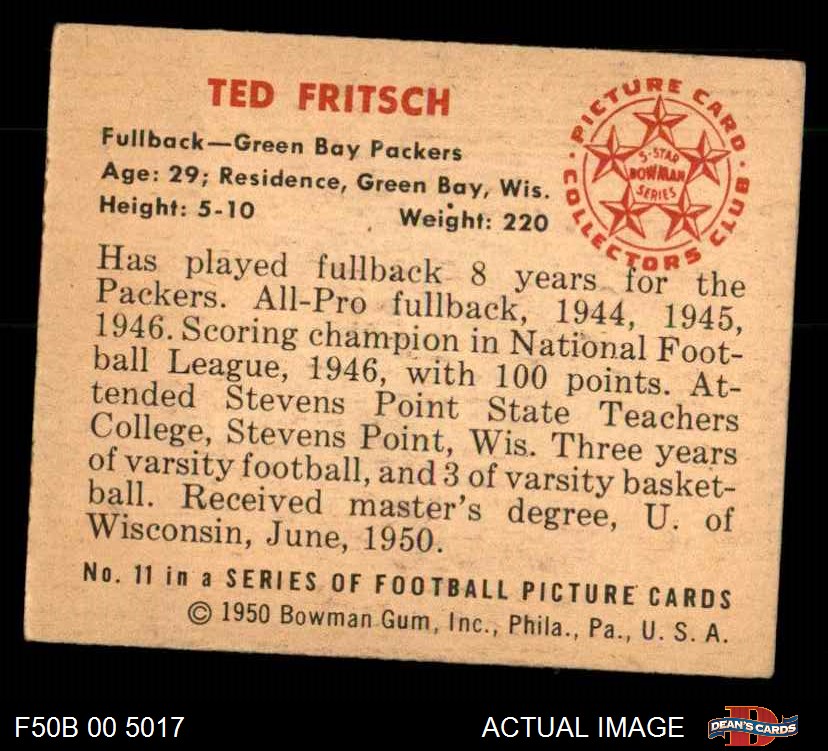 TED FRITSCH
Fullback—Green Bay Packers
Age: 29; Residence, Green Bay, Wis.
Height: 5-10 Weight: 220
PICTURE CARD
COLLECTORS CLUB
5-STAR
BOWMAN
SERIES
Has played fullback 8 years for the
Packers. All-Pro fullback, 1944, 1945,
1946. Scoring champion in National Foot-
ball League, 1946, with 100 points. At-
tended Stevens Point State Teachers
College, Stevens Point, Wis. Three years
of varsity football, and 3 of varsity basket-
ball. Received master's degree, U. of
Wisconsin, June, 1950.
No. 11 in a SERIES OF FOOTBALL PICTURE CARDS
© 1950 Bowman Gum, Inc., Phila., Pa., U. S. A.
F50B 00 5017 ACTUAL IMAGE
D
DEAN'S CARDS